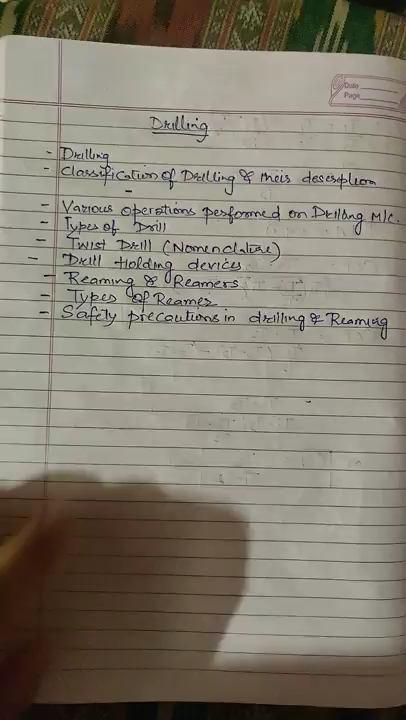 Date
Page
Drilling
- Drilling
- Classification of Drilling & their description
- Various operations performed on Drilling M/c.
- Types of Drill
- Twist Drill (Nomenclature)
- Drill Holding devices
- Reaming & Reamers
- Types of Reamer
- Safety precautions in drilling & Reaming